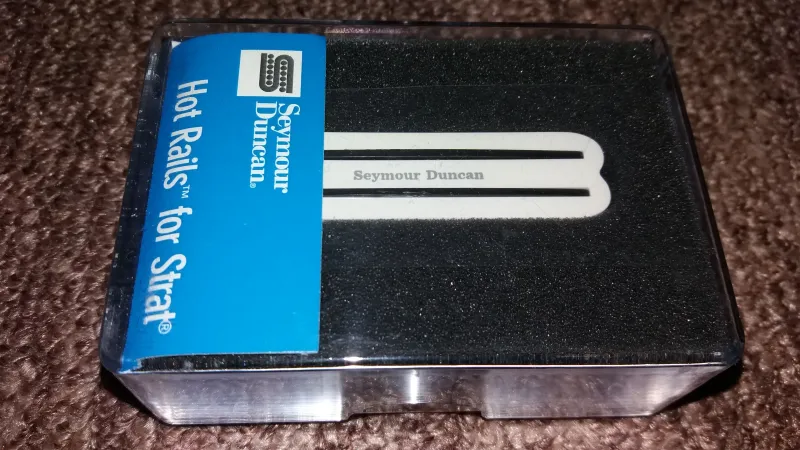 Seymour
Duncan®
Hot Rails™ for Strat®
Seymour Duncan